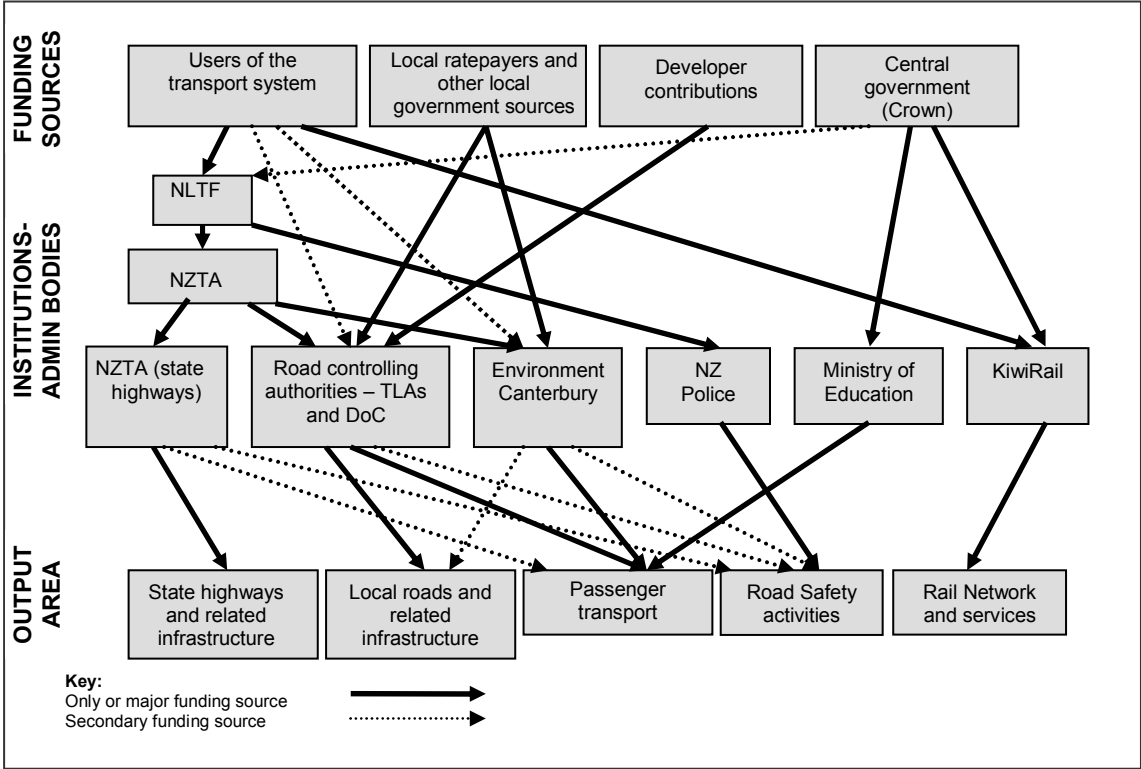 FUNDING
SOURCES
Users of the
transport system
Local ratepayers and
other local
government sources
Developer
contributions
Central
government
(Crown)
INSTITUTIONS-
ADMIN BODIES
NLTF
NZTA
NZTA (state
highways)
Road controlling
authorities – TLAs
and DoC
Environment
Canterbury
NZ
Police
Ministry of
Education
KiwiRail
OUTPUT
AREA
State highways
and related
infrastructure
Local roads and
related
infrastructure
Passenger
transport
Road Safety
activities
Rail Network
and services
Key:
Only or major funding source
Secondary funding source